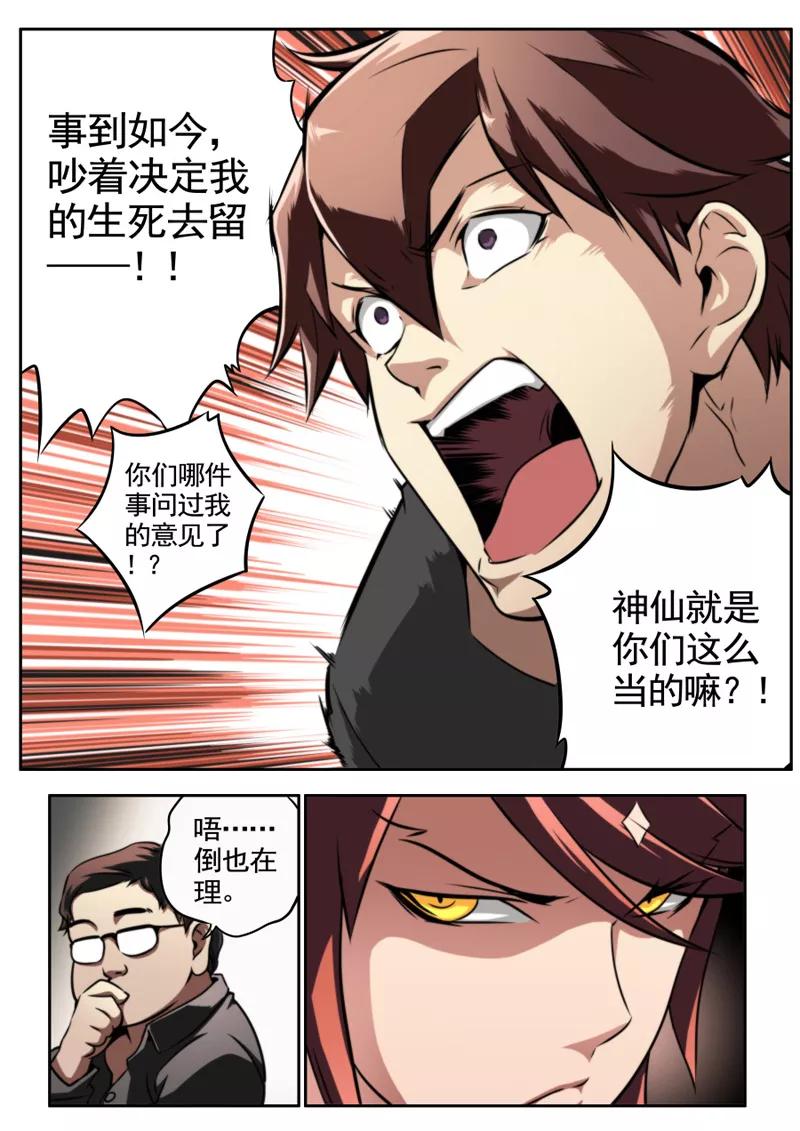 事到如今，
吵着决定我
的生死去留
——！！
你们哪件
事问过我
的意见了
！？
神仙就是
你们这么
当的嘛？！
唔……
倒也在
理。